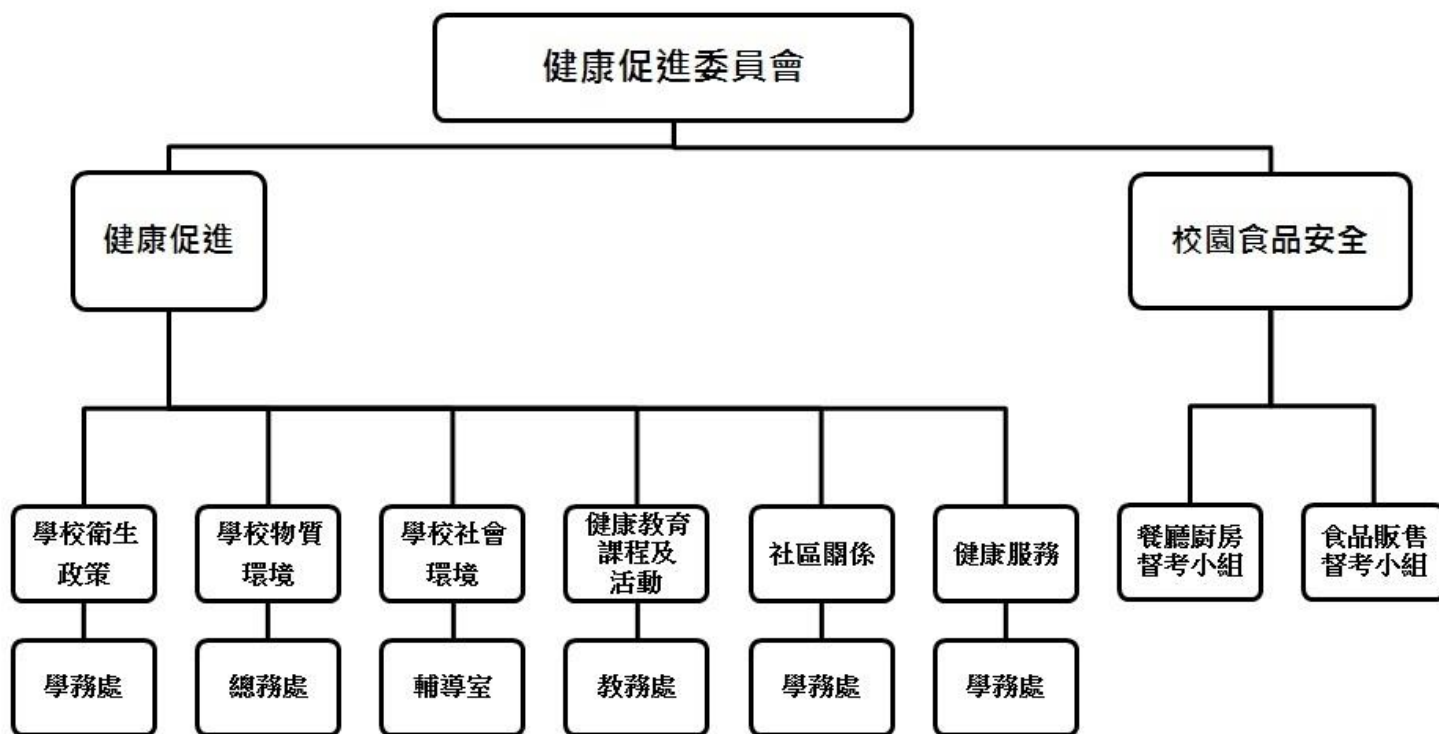 健康促進委員會
健康促進
校園食品安全
學校衛生
政策
學校物質
環境
學校社會
環境
健康教育
課程及
活動
社區關係
健康服務
餐廳廚房
督考小組
食品販售
督考小組
學務處
總務處
輔導室
教務處
學務處
學務處